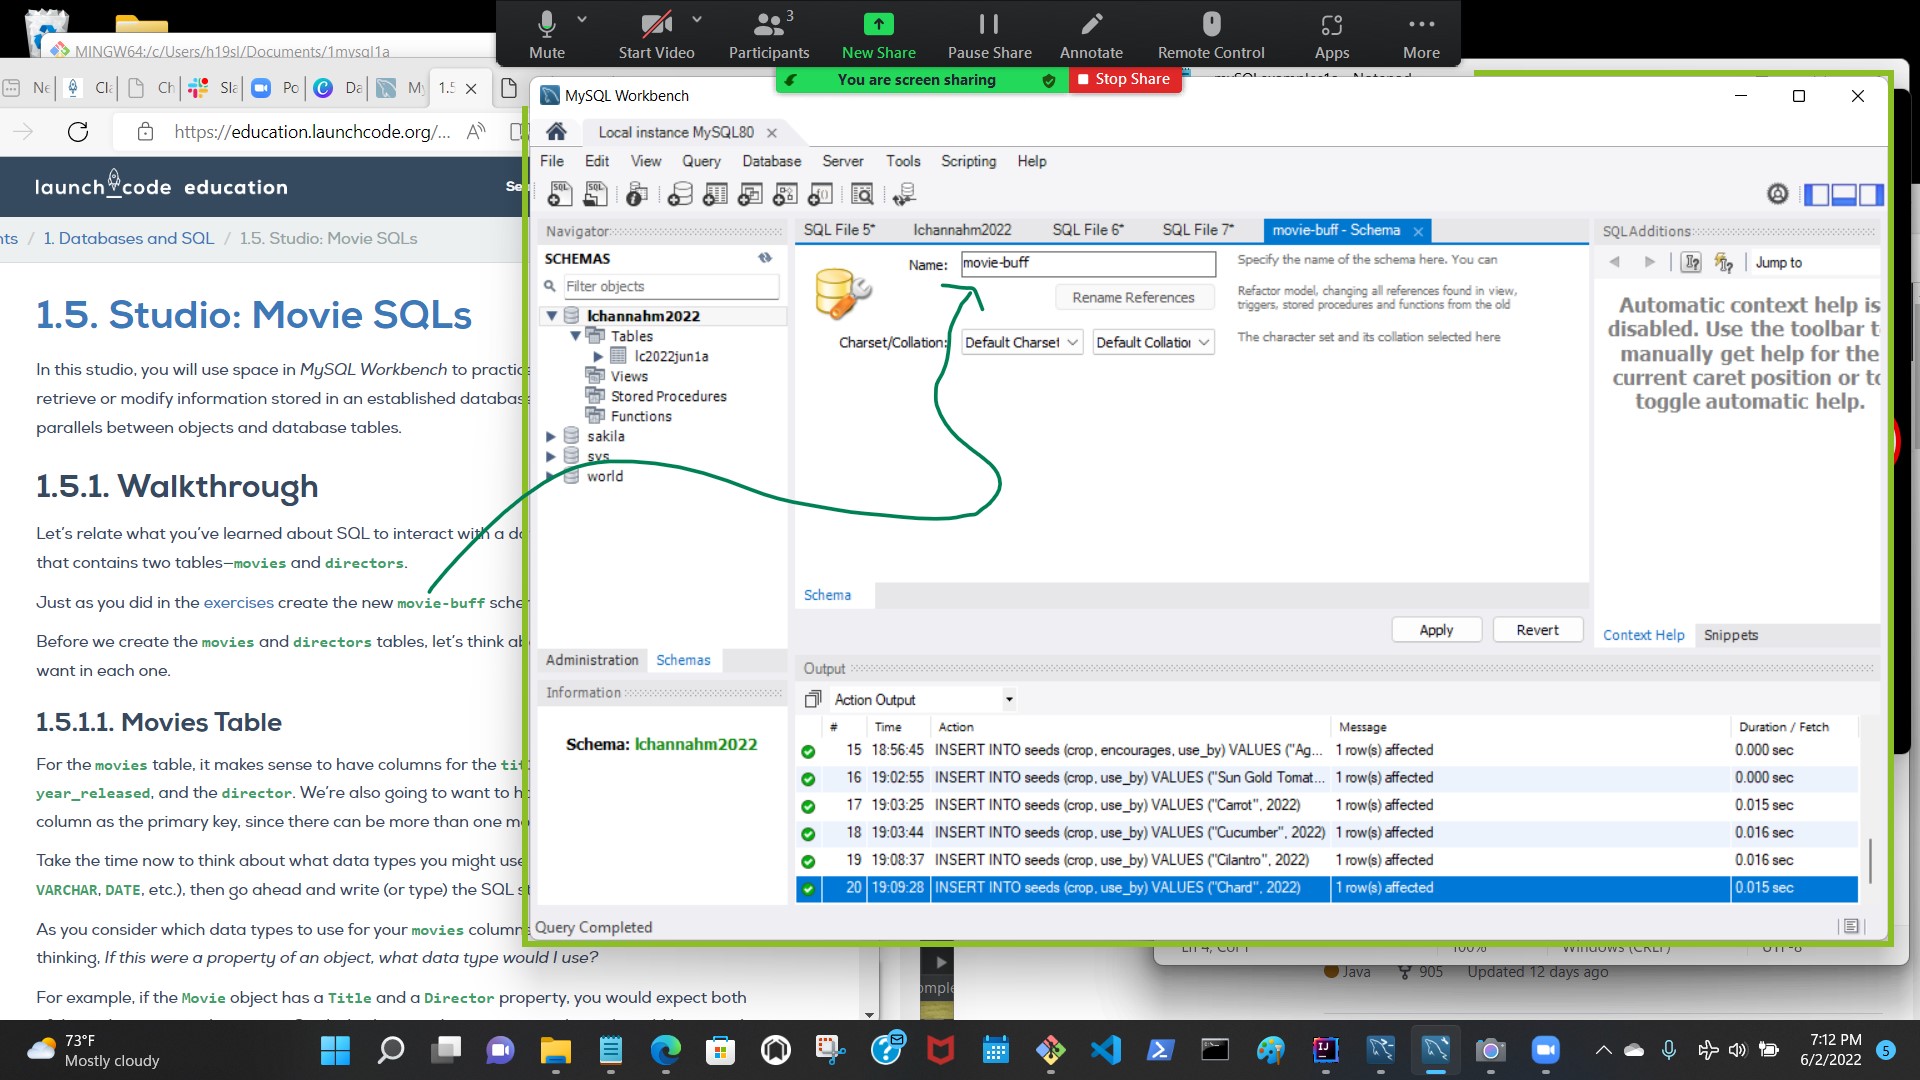 Mute
Start Video
3
Participants
New Share
Pause Share
Annotate
Remote Control
Apps
More
You are screen sharing
Stop Share
MINGW64:/c/Users/h19sl/Documents/1mysql1a
1.5
https://education.launchcode.org/...
launch code education
1. Databases and SQL / 1.5. Studio: Movie SQLs
1.5. Studio: Movie SQLs
In this studio, you will use space in MySQL Workbench to
retrieve or modify information stored in an established
parallels between objects and database tables.
1.5.1. Walkthrough
Let's relate what you've learned about SQL to interact with a
that contains two tables—movies and directors.
Just as you did in the exercises create the new movie-buff
Before we create the movies and directors tables, let's think
want in each one.
1.5.1.1. Movies Table
For the movies table, it makes sense to have columns for the
year_released, and the director. We're also going to want to
column as the primary key, since there can be more than one
Take the time now to think about what data types you might use
VARCHAR, DATE, etc.), then go ahead and write (or type) the SQL
As you consider which data types to use for your movies
thinking, If this were a property of an object, what data type would I use?
For example, if the Movie object has a Title and a Director property, you would expect both
MySQL Workbench
Local instance MySQL80
File Edit View Query Database Server Tools Scripting Help
Navigator
SCHEMAS
Filter objects
lchannahm2022
Tables
lc2022jun1a
Views
Stored Procedures
Functions
sakila
sys
world
Administration Schemas
Information
Schema: lchannahm2022
SQL File 5* lchannahm2022 SQL File 6* SQL File 7* movie-buff - Schema
Name: movie-buff
Specify the name of the schema here. You can
Rename References
Refactor model, changing all references found in view,
triggers, stored procedures and functions from the old
Charset/Collation: Default Charset Default Collation
The character set and its collation selected here
Schema
Apply Revert
SQLAdditions
Jump to
Automatic context help is
disabled. Use the toolbar
manually get help for the
current caret position or
toggle automatic help.
Context Help Snippets
Output
Action Output
# Time Action Message Duration / Fetch
15 18:56:45 INSERT INTO seeds (crop, encourages, use_by) VALUES ("Ag... 1 row(s) affected 0.000 sec
16 19:02:55 INSERT INTO seeds (crop, use_by) VALUES ("Sun Gold Tomat... 1 row(s) affected 0.000 sec
17 19:03:25 INSERT INTO seeds (crop, use_by) VALUES ("Carrot", 2022) 1 row(s) affected 0.015 sec
18 19:03:44 INSERT INTO seeds (crop, use_by) VALUES ("Cucumber", 2022) 1 row(s) affected 0.016 sec
19 19:08:37 INSERT INTO seeds (crop, use_by) VALUES ("Cilantro", 2022) 1 row(s) affected 0.016 sec
20 19:09:28 INSERT INTO seeds (crop, use_by) VALUES ("Chard", 2022) 1 row(s) affected 0.015 sec
Query Completed
Java 905 Updated 12 days ago
73°F
Mostly cloudy
7:12 PM
6/2/2022
5